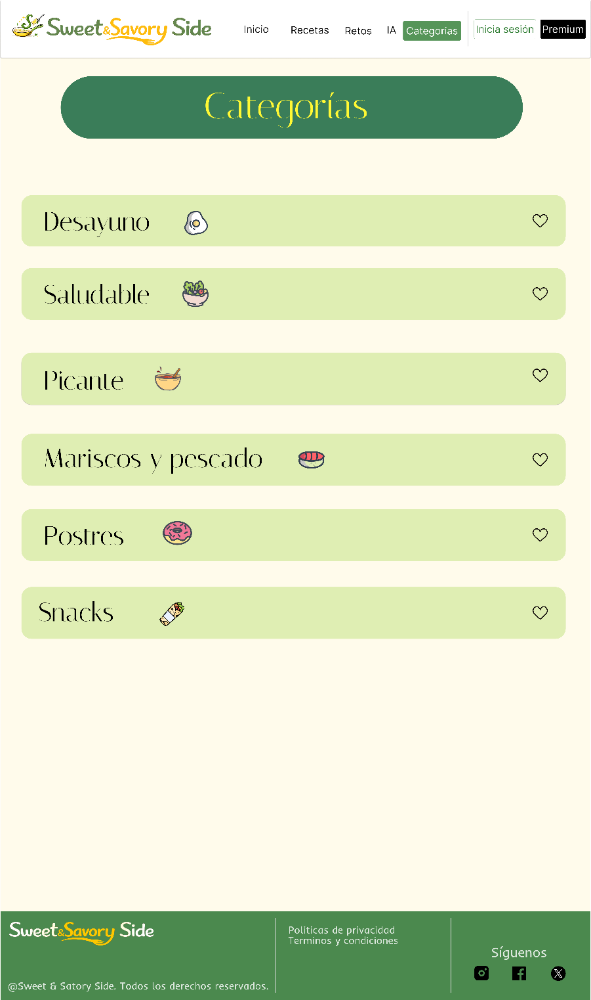 Sweet&Savory Side
Inicio Recetas Retos IA Categorías Inicia sesión Premium
Categorías
Desayuno
Saludable
Picante
Mariscos y pescado
Postres
Snacks
Sweet&Savory Side
Politicas de privacidad
Terminos y condiciones
Síguenos
@Sweet & Satory Side. Todos los derechos reservados.